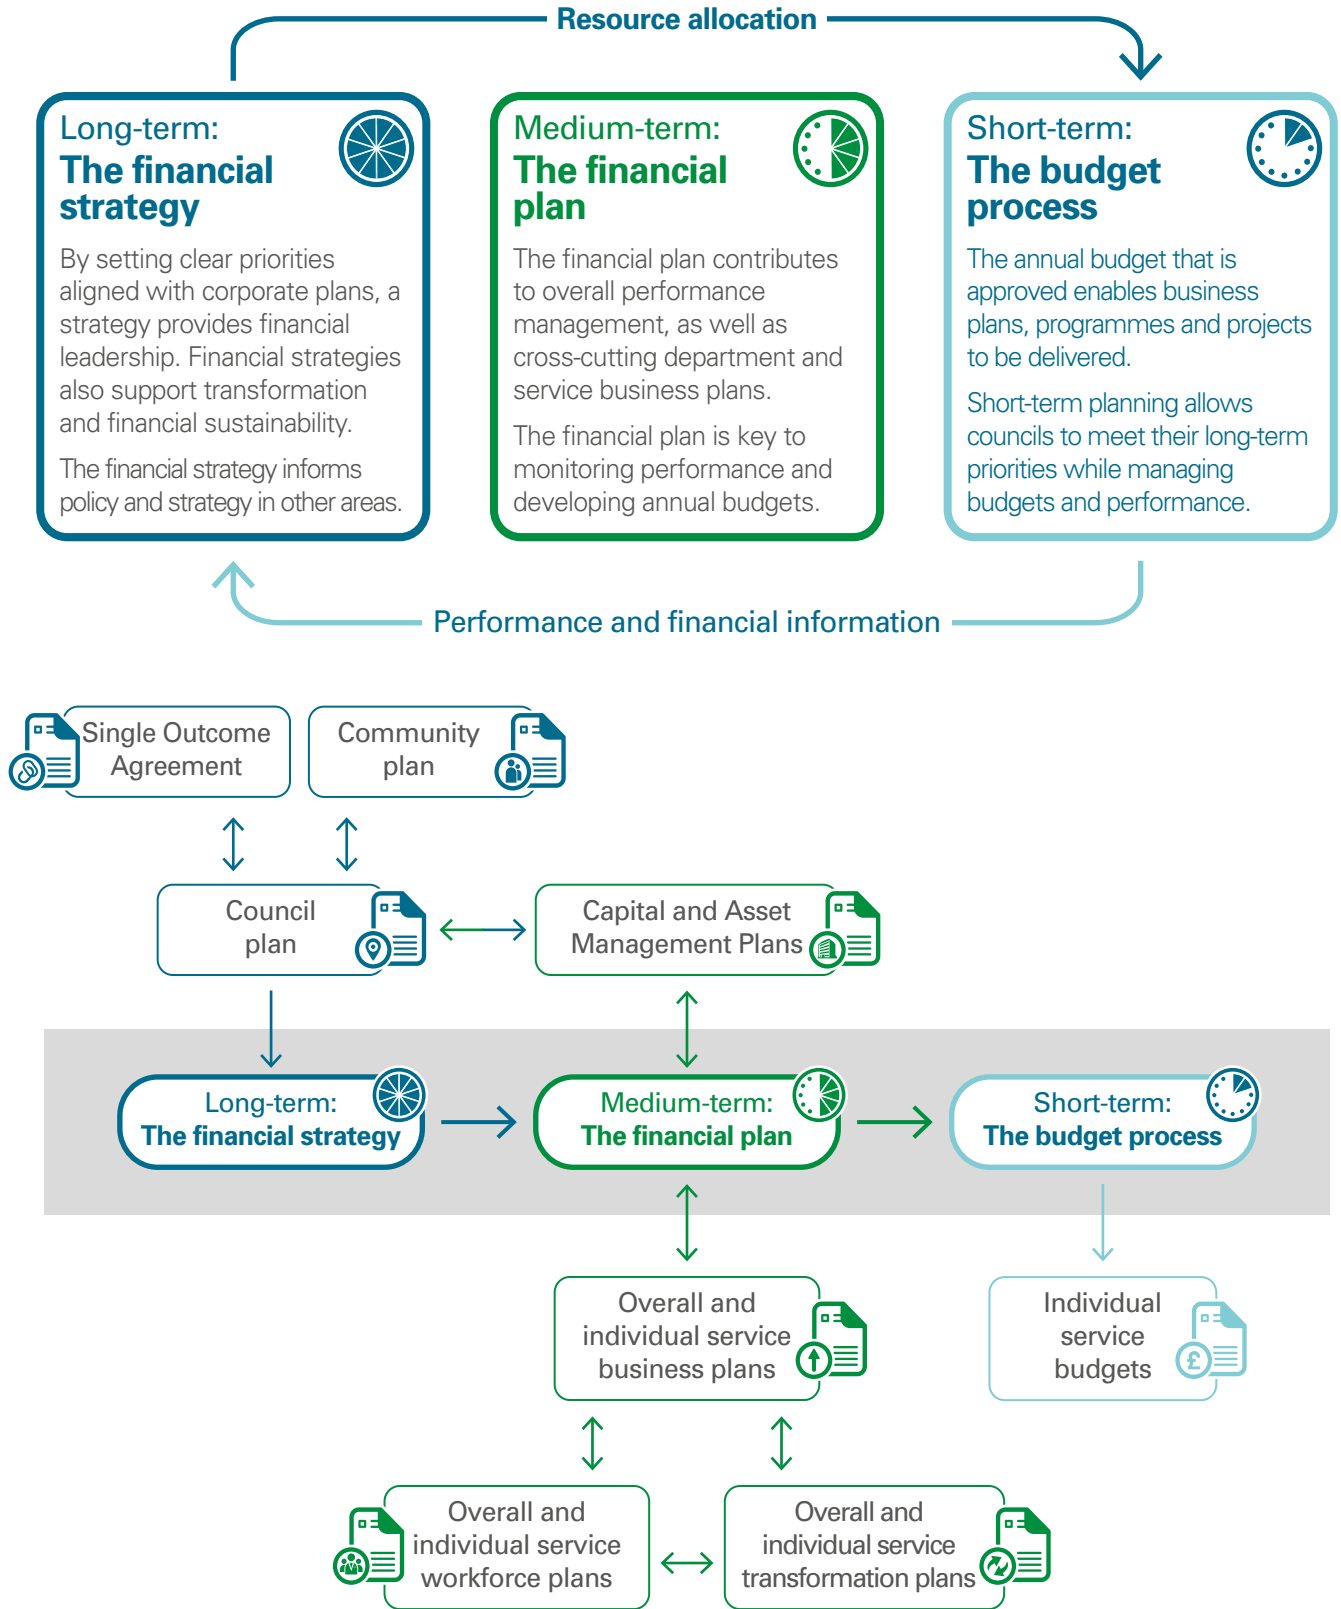 Resource allocation
Long-term:
The financial
strategy
By setting clear priorities
aligned with corporate plans, a
strategy provides financial
leadership. Financial strategies
also support transformation
and financial sustainability.
The financial strategy informs
policy and strategy in other areas.
Medium-term:
The financial
plan
The financial plan contributes
to overall performance
management, as well as
cross-cutting department and
service business plans.
The financial plan is key to
monitoring performance and
developing annual budgets.
Short-term:
The budget
process
The annual budget that is
approved enables business
plans, programmes and projects
to be delivered.
Short-term planning allows
councils to meet their long-term
priorities while managing
budgets and performance.
Performance and financial information
Single Outcome
Agreement
Community
plan
Council
plan
Capital and Asset
Management Plans
Long-term:
The financial strategy
Medium-term:
The financial plan
Short-term:
The budget process
Overall and
individual service
business plans
Individual
service
budgets
£
Overall and
individual service
workforce plans
Overall and
individual service
transformation plans